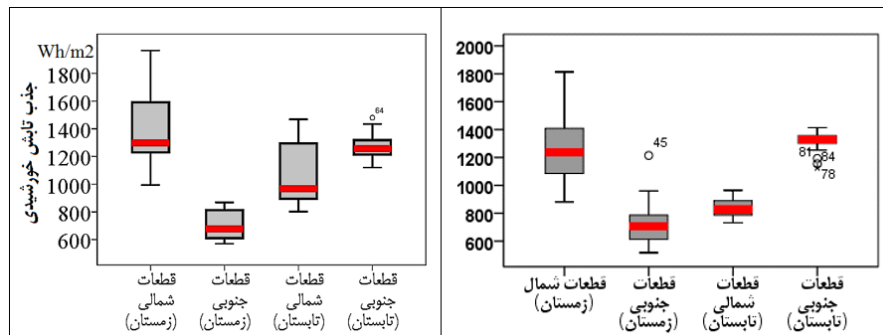 Wh/m2
1800
1600
1400
1200
1000
800
600
جذب تابش خورشیدی
64
قطعات
شمالی
(زمستان)
قطعات
جنوبی
(زمستان)
قطعات
شمالی
(تابستان)
قطعات
جنوبی
(تابستان)
2000
1800
1600
1400
1200
1000
800
600
45
81
84
78
قطعات شمال
(زمستان)
قطعات
جنوبی
(زمستان)
قطعات
شمالی
(تابستان)
قطعات
جنوبی
(تابستان)